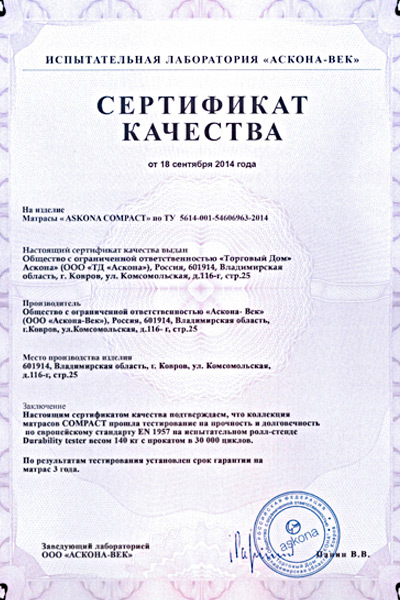 ИСПЫТАТЕЛЬНАЯ ЛАБОРАТОРИЯ «АСКОНА-ВЕК»
СЕРТИФИКАТ
КАЧЕСТВА
от 18 сентября 2014 года
На изделие
Матрасы « ASKONA COMPACT» по ТУ 5614-001-54606963-2014
Настоящий сертификат качества выдан
Общество с ограниченной ответственностью «Торговый Дом»
Аскона» (ООО «ТД «Аскона»), Россия, 601914, Владимирская
область, г. Ковров, ул. Комсомольская, д.116-г, стр.25
Производитель
Общество с ограниченной ответственностью «Аскона- Век»
(ООО «Аскона-Век»), Россия, 601914, Владимирская область,
г.Ковров, ул.Комсомольская, д.116- г, стр.25
Место производства изделия
601914, Владимирская область, г. Ковров, ул. Комсомольская,
д.116-г, стр.25
Заключение
Настоящим сертификатом качества подтверждаем, что коллекция
матрасов COMPACT прошла тестирование на прочность и долговечность
по европейскому стандарту EN 1957 на испытательном ролл-стенде
Durability tester весом 140 кг с прокатом в 30 000 циклов.
По результатам тестирования установлен срок гарантии на
матрас 3 года.
РОССИЙСКАЯ ФЕДЕРАЦИЯ
askona
Торговый Дом
Владимирская область
Заведующий лабораторией
ООО «АСКОНА-ВЕК»
Панин В.В.